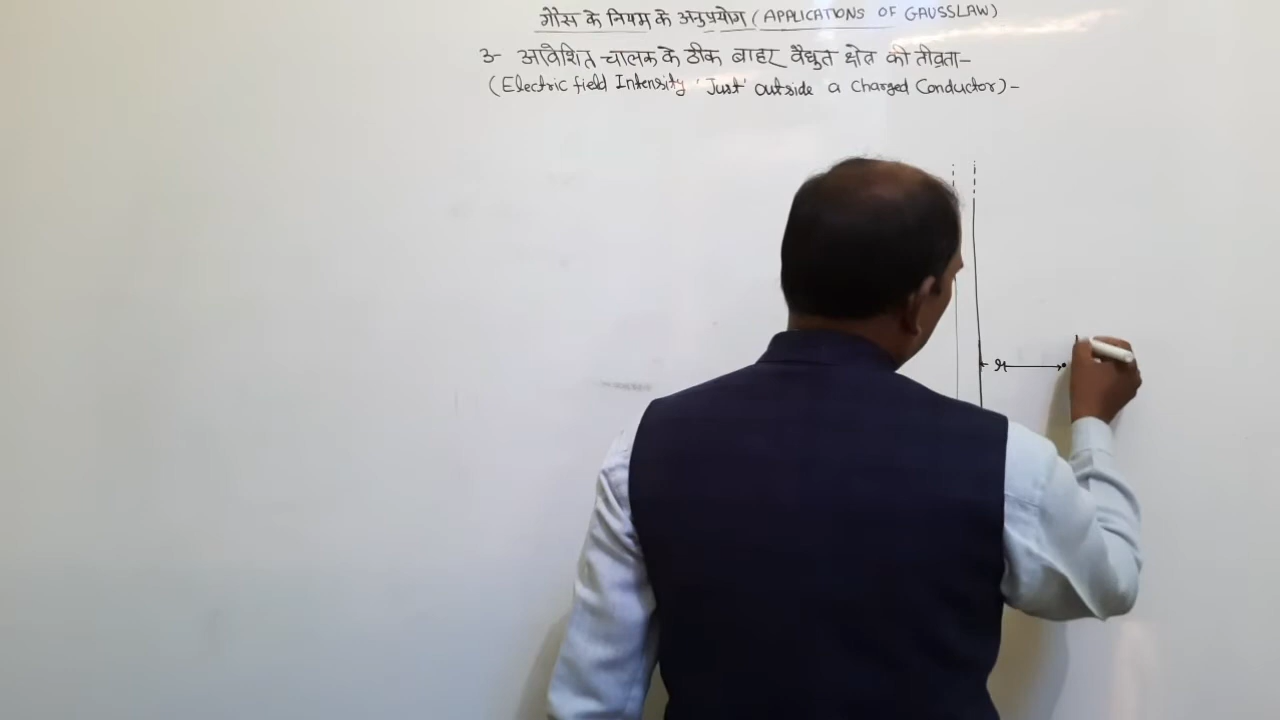 गौस के नियम के अनुप्रयोग (APPLICATIONS OF GAUSSLAW)
3- आवेशित चालक के ठीक बाहर वैधुत क्षेत्र की तीव्रता-
(Electric field Intensity 'Just' outside a Charged Conductor)-
r